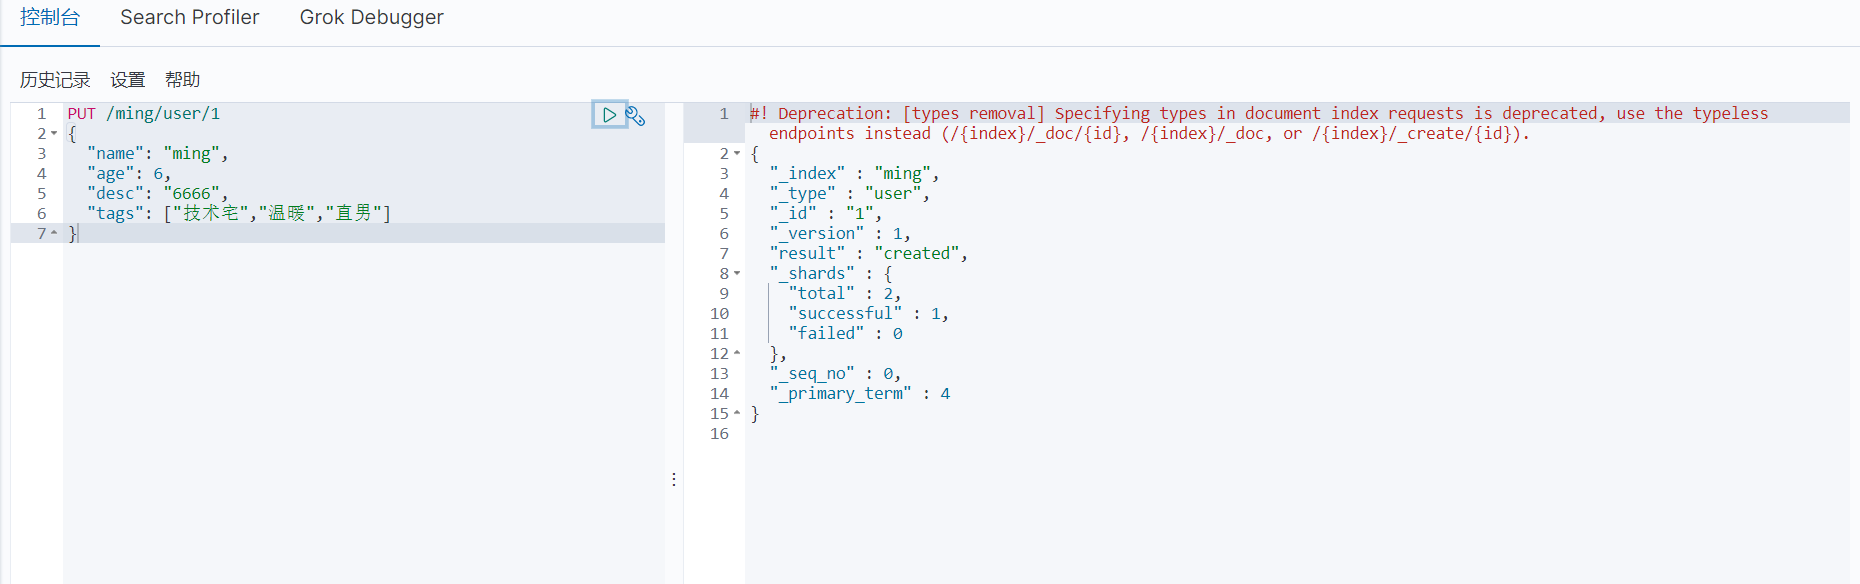 控制台 Search Profiler Grok Debugger
历史记录 设置 帮助
1 PUT /ming/user/1
2 {
3 "name": "ming",
4 "age": 6,
5 "desc": "6666",
6 "tags": ["技术宅","温暖","直男"]
7 }
1 #! Deprecation: [types removal] Specifying types in document index requests is deprecated, use the typeless
endpoints instead (/{index}/_doc/{id}, /{index}/_doc, or /{index}/_create/{id}).
2 {
3 "_index" : "ming",
4 "_type" : "user",
5 "_id" : "1",
6 "_version" : 1,
7 "result" : "created",
8 "_shards" : {
9 "total" : 2,
10 "successful" : 1,
11 "failed" : 0
12 },
13 "_seq_no" : 0,
14 "_primary_term" : 4
15 }
16